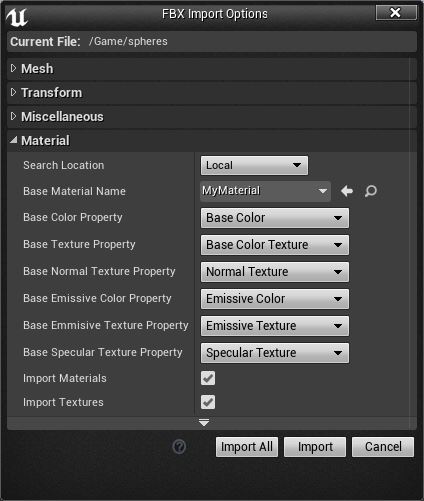 FBX Import Options
Current File: /Game/spheres
Mesh
Transform
Miscellaneous
Material
Search Location Local
Base Material Name MyMaterial
Base Color Property Base Color
Base Texture Property Base Color Texture
Base Normal Texture Property Normal Texture
Base Emissive Color Property Emissive Color
Base Emmisive Texture Property Emissive Texture
Base Specular Texture Property Specular Texture
Import Materials
Import Textures
Import All Import Cancel